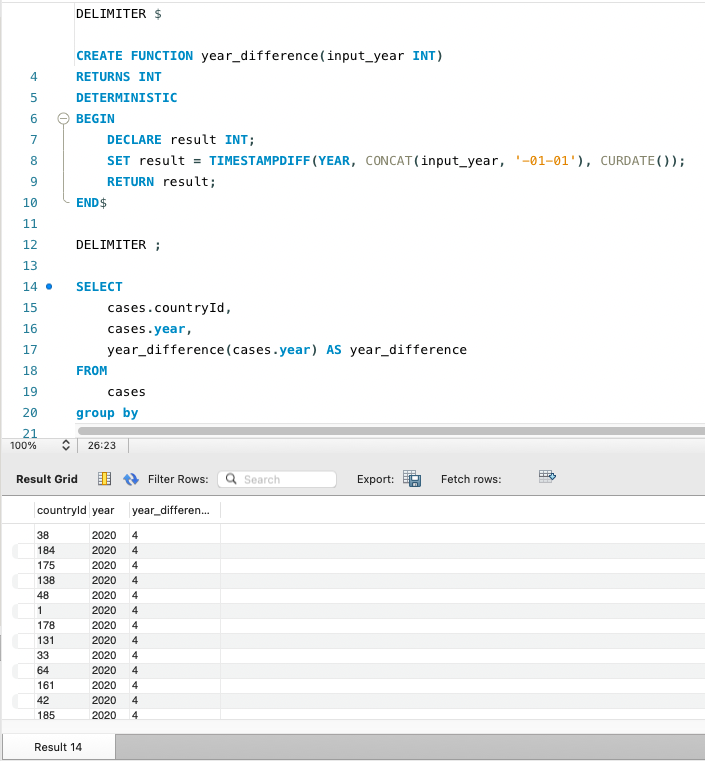 DELIMITER $
CREATE FUNCTION year_difference(input_year INT)
4 RETURNS INT
5 DETERMINISTIC
6 BEGIN
7 DECLARE result INT;
8 SET result = TIMESTAMPDIFF(YEAR, CONCAT(input_year, '-01-01'), CURDATE());
9 RETURN result;
10 END$
11
12 DELIMITER ;
13
14 SELECT
15 cases.countryId,
16 cases.year,
17 year_difference(cases.year) AS year_difference
18 FROM
19 cases
20 group by
21
100% 26:23
Result Grid Filter Rows: Search Export: Fetch rows:
countryId year year_differen...
38 2020 4
184 2020 4
175 2020 4
138 2020 4
48 2020 4
1 2020 4
178 2020 4
131 2020 4
33 2020 4
64 2020 4
161 2020 4
42 2020 4
185 2020 4
Result 14